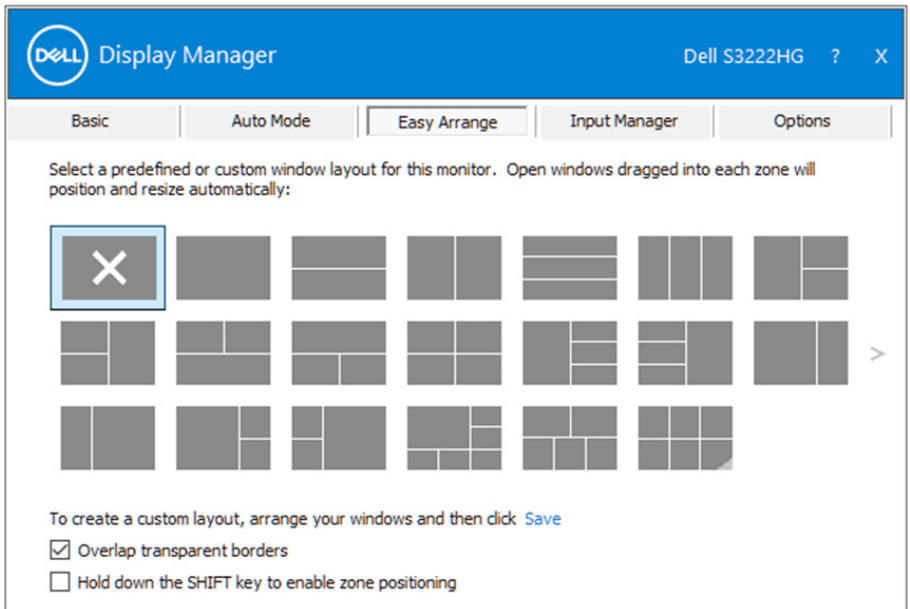 DELL Display Manager Dell S3222HG ? X
Basic Auto Mode Easy Arrange Input Manager Options
Select a predefined or custom window layout for this monitor. Open windows dragged into each zone will
position and resize automatically:
>
To create a custom layout, arrange your windows and then click Save
Overlap transparent borders
Hold down the SHIFT key to enable zone positioning